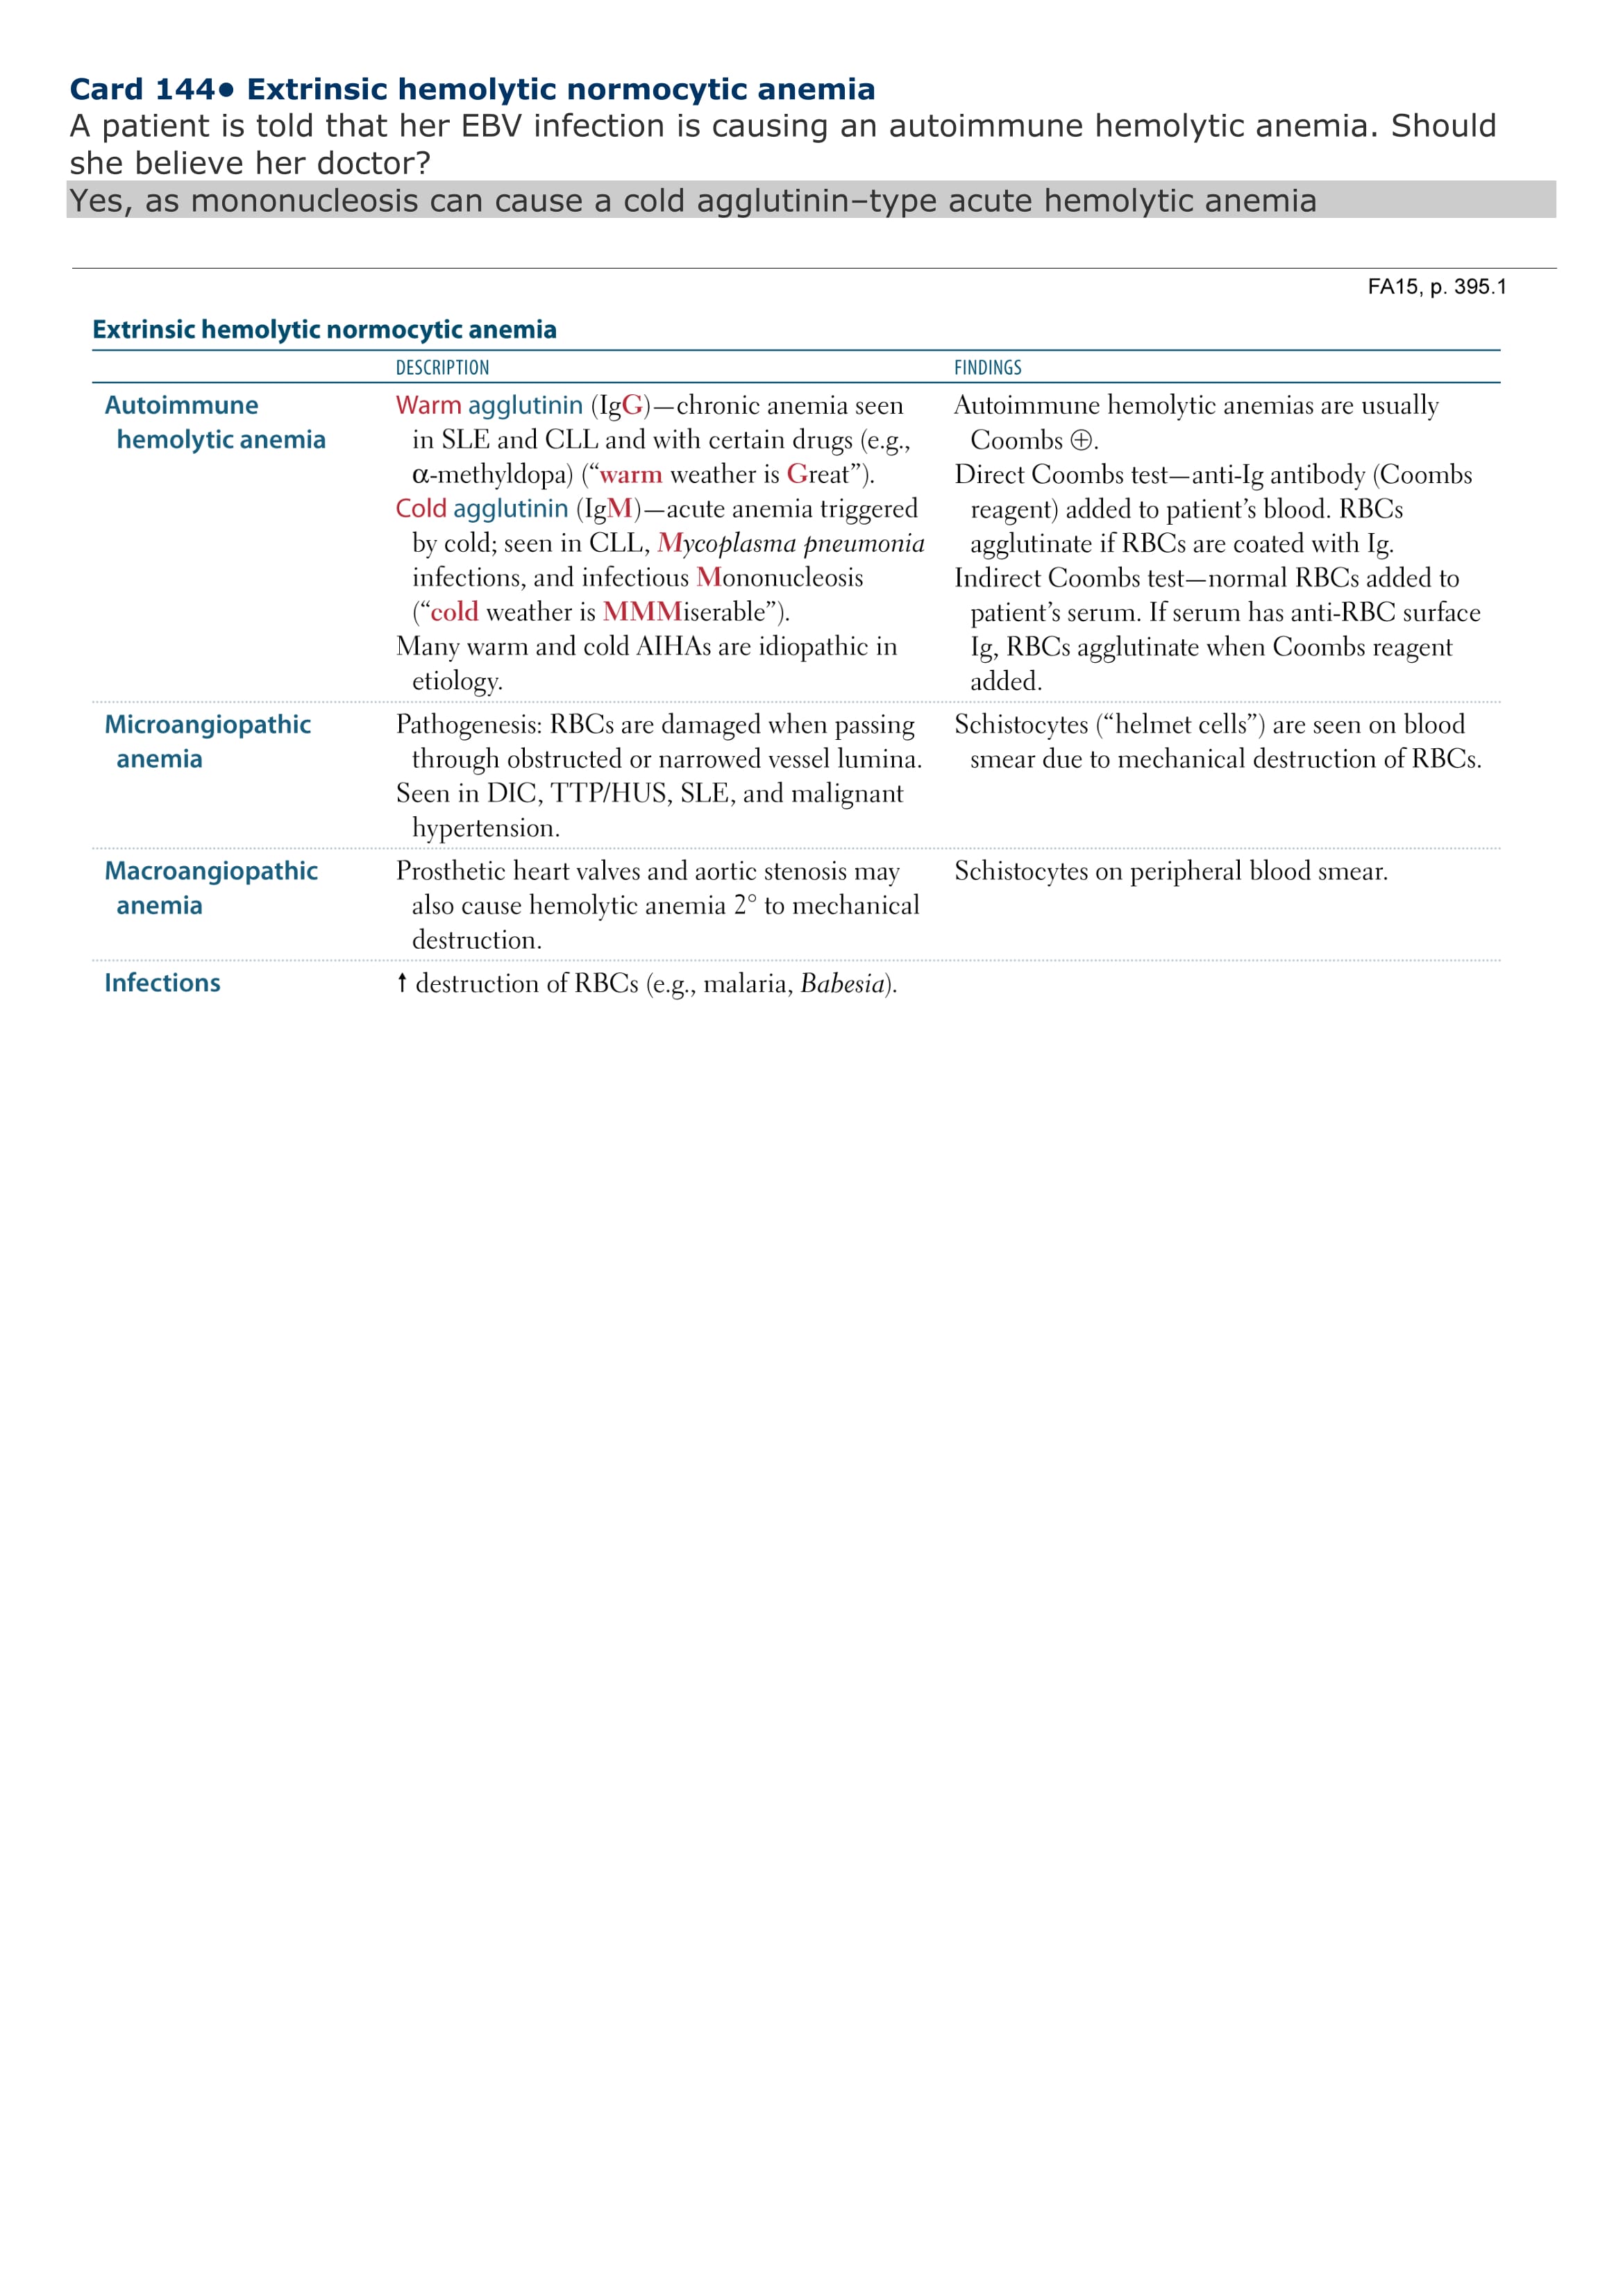 Card 144● Extrinsic hemolytic normocytic anemia
A patient is told that her EBV infection is causing an autoimmune hemolytic anemia. Should
she believe her doctor?
Yes, as mononucleosis can cause a cold agglutinin–type acute hemolytic anemia
FA15, p. 395.1
Extrinsic hemolytic normocytic anemia
DESCRIPTION
FINDINGS
Autoimmune
hemolytic anemia
Warm agglutinin (IgG)—chronic anemia seen
in SLE and CLL and with certain drugs (e.g.,
α-methyldopa) (“warm weather is Great”).
Cold agglutinin (IgM)—acute anemia triggered
by cold; seen in CLL, Mycoplasma pneumonia
infections, and infectious Mononucleosis
(“cold weather is MMMiserable”).
Many warm and cold AIHAs are idiopathic in
etiology.
Autoimmune hemolytic anemias are usually
Coombs ⊕.
Direct Coombs test—anti-Ig antibody (Coombs
reagent) added to patient’s blood. RBCs
agglutinate if RBCs are coated with Ig.
Indirect Coombs test—normal RBCs added to
patient’s serum. If serum has anti-RBC surface
Ig, RBCs agglutinate when Coombs reagent
added.
Microangiopathic
anemia
Pathogenesis: RBCs are damaged when passing
through obstructed or narrowed vessel lumina.
Seen in DIC, TTP/HUS, SLE, and malignant
hypertension.
Schistocytes (“helmet cells”) are seen on blood
smear due to mechanical destruction of RBCs.
Macroangiopathic
anemia
Prosthetic heart valves and aortic stenosis may
also cause hemolytic anemia 2° to mechanical
destruction.
Schistocytes on peripheral blood smear.
Infections
↑ destruction of RBCs (e.g., malaria, Babesia).